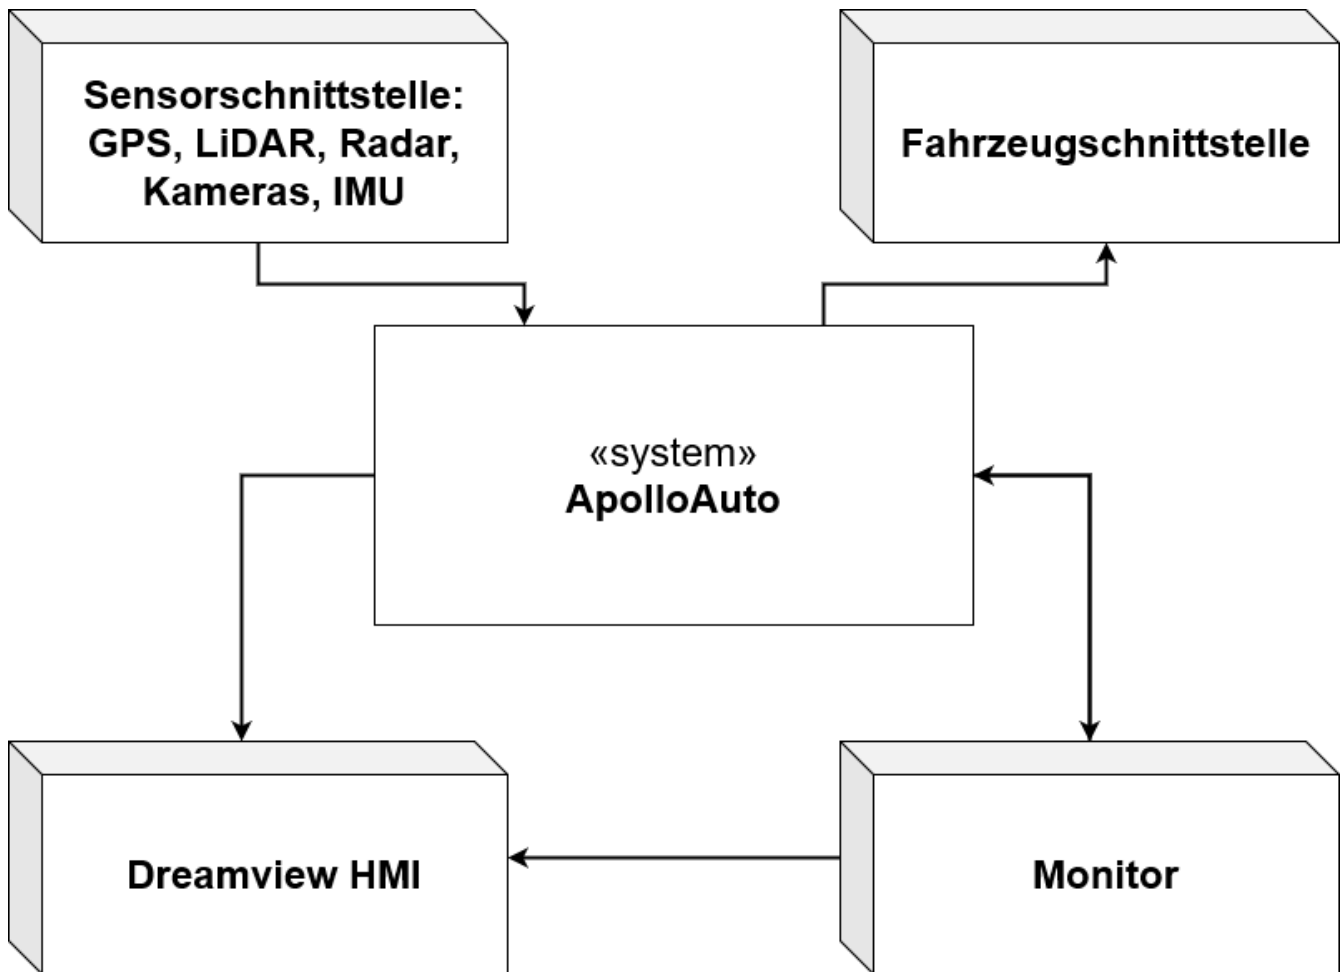 Sensorschnittstelle:
GPS, LiDAR, Radar,
Kameras, IMU
Fahrzeugschnittstelle
«system»
ApolloAuto
Dreamview HMI
Monitor